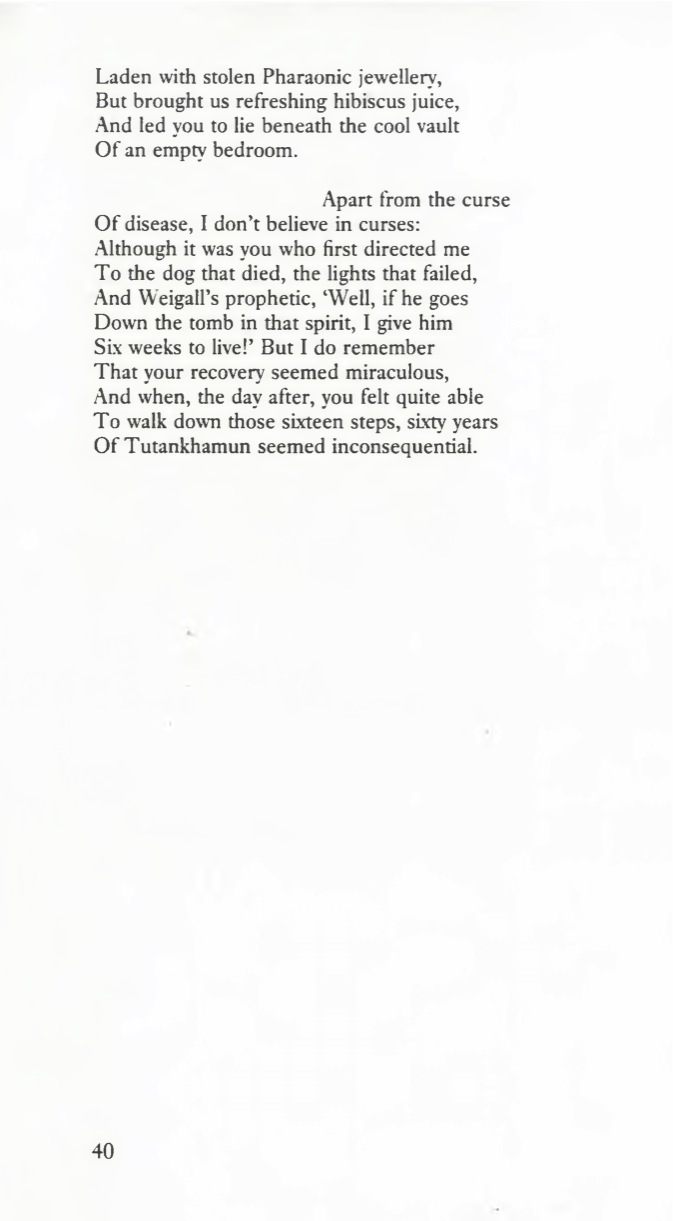 Laden with stolen Pharaonic jewellery,
But brought us refreshing hibiscus juice,
And led you to lie beneath the cool vault
Of an empty bedroom.
Apart from the curse
Of disease, I don't believe in curses:
Although it was you who first directed me
To the dog that died, the lights that failed,
And Weigall's prophetic, ‘Well, if he goes
Down the tomb in that spirit, I give him
Six weeks to live!’ But I do remember
That your recovery seemed miraculous,
And when, the day after, you felt quite able
To walk down those sixteen steps, sixty years
Of Tutankhamun seemed inconsequential.
40